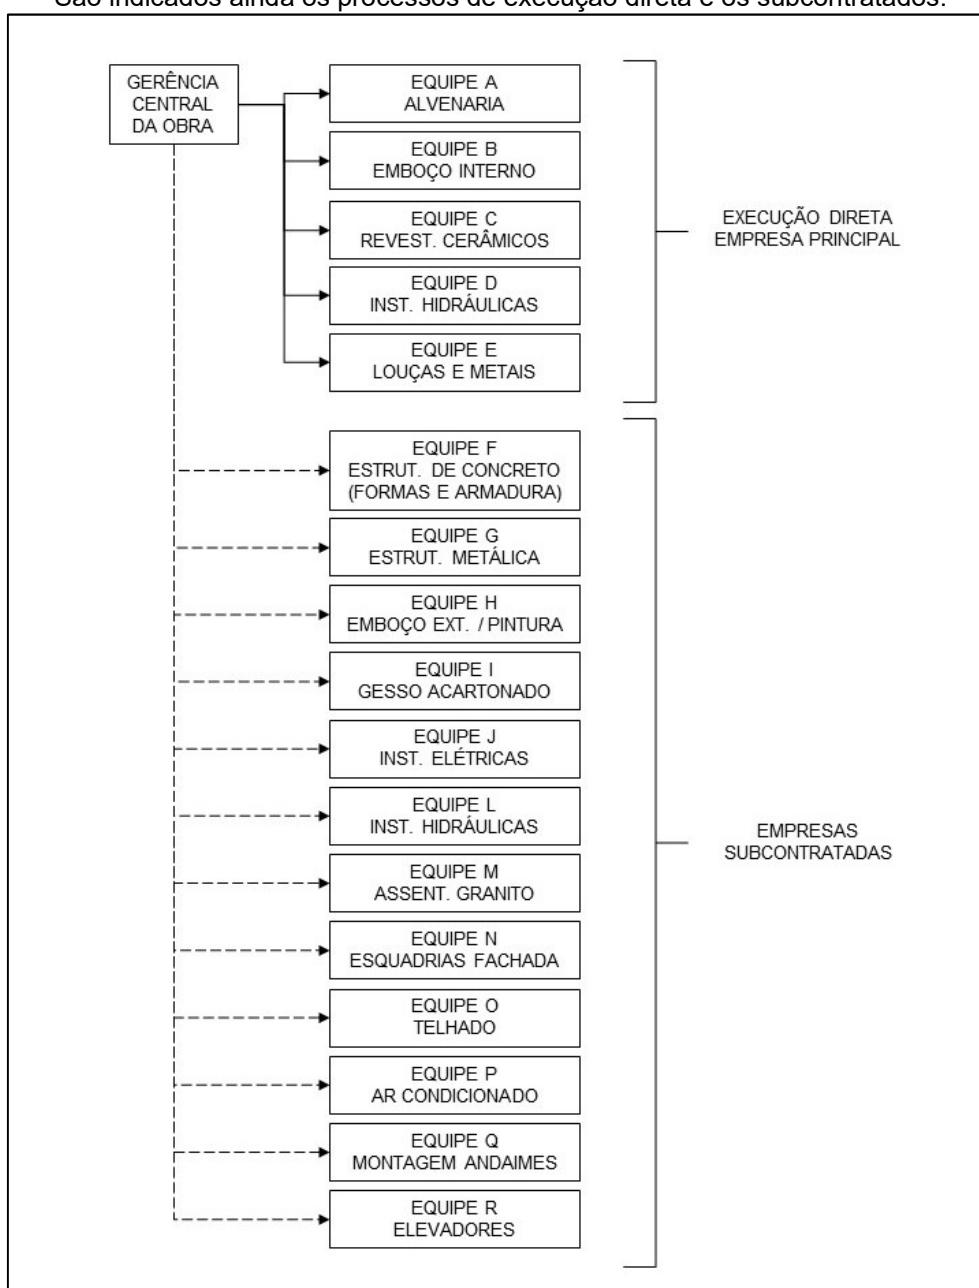 São indicados ainda os processos de execução direta e os subcontratados.
GERÊNCIA
CENTRAL
DA OBRA
EQUIPE A
ALVENARIA
EQUIPE B
EMBOÇO INTERNO
EQUIPE C
REVEST. CERÂMICOS
EQUIPE D
INST. HIDRÁULICAS
EQUIPE E
LOUÇAS E METAIS
EXECUÇÃO DIRETA
EMPRESA PRINCIPAL
EQUIPE F
ESTRUT. DE CONCRETO
(FORMAS E ARMADURA)
EQUIPE G
ESTRUT. METÁLICA
EQUIPE H
EMBOÇO EXT. / PINTURA
EQUIPE I
GESSO ACARTONADO
EQUIPE J
INST. ELÉTRICAS
EQUIPE L
INST. HIDRÁULICAS
EQUIPE M
ASSENT. GRANITO
EQUIPE N
ESQUADRIAS FACHADA
EQUIPE O
TELHADO
EQUIPE P
AR CONDICIONADO
EQUIPE Q
MONTAGEM ANDAIMES
EQUIPE R
ELEVADORES
EMPRESAS
SUBCONTRATADAS